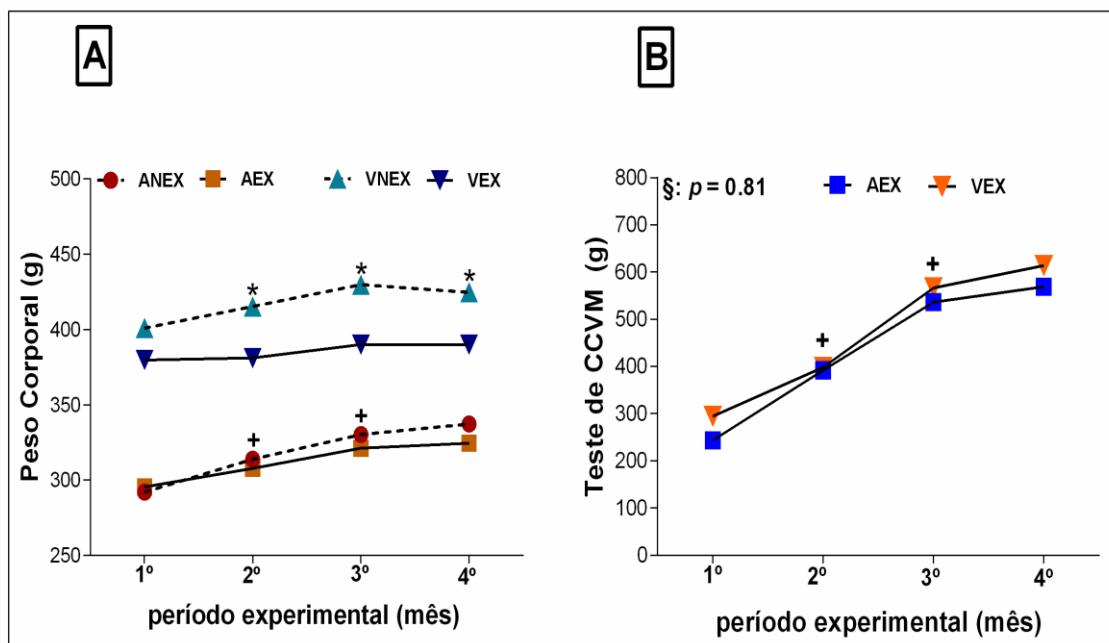 A
B
ANEX AEX VNEX VEX
Peso Corporal (g)
500
450
400
350
300
250
* * *
+ +
1º 2º 3º 4º
período experimental (mês)
§: p = 0.81
AEX VEX
Teste de CCVM (g)
800
700
600
500
400
300
200
100
0
+ +
1º 2º 3º 4º
período experimental (mês)